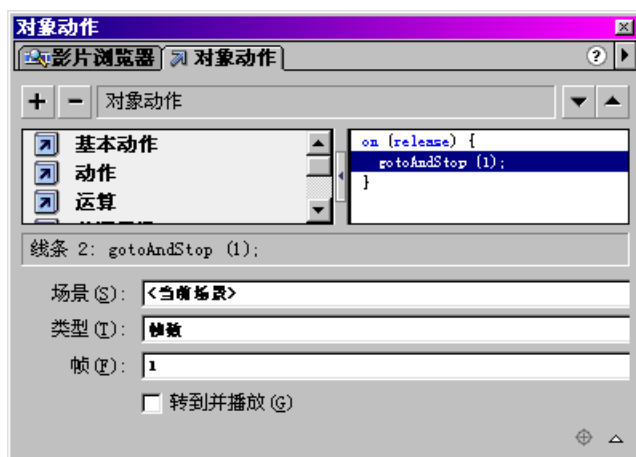 对象动作
影片浏览器 对象动作
对象动作
基本动作
动作
运算
on (release) {
gotoAndStop (1);
}
线条 2: gotoAndStop (1);
场景(S): <当前场景>
类型(T): 帧数
帧(F): 1
转到并播放(G)